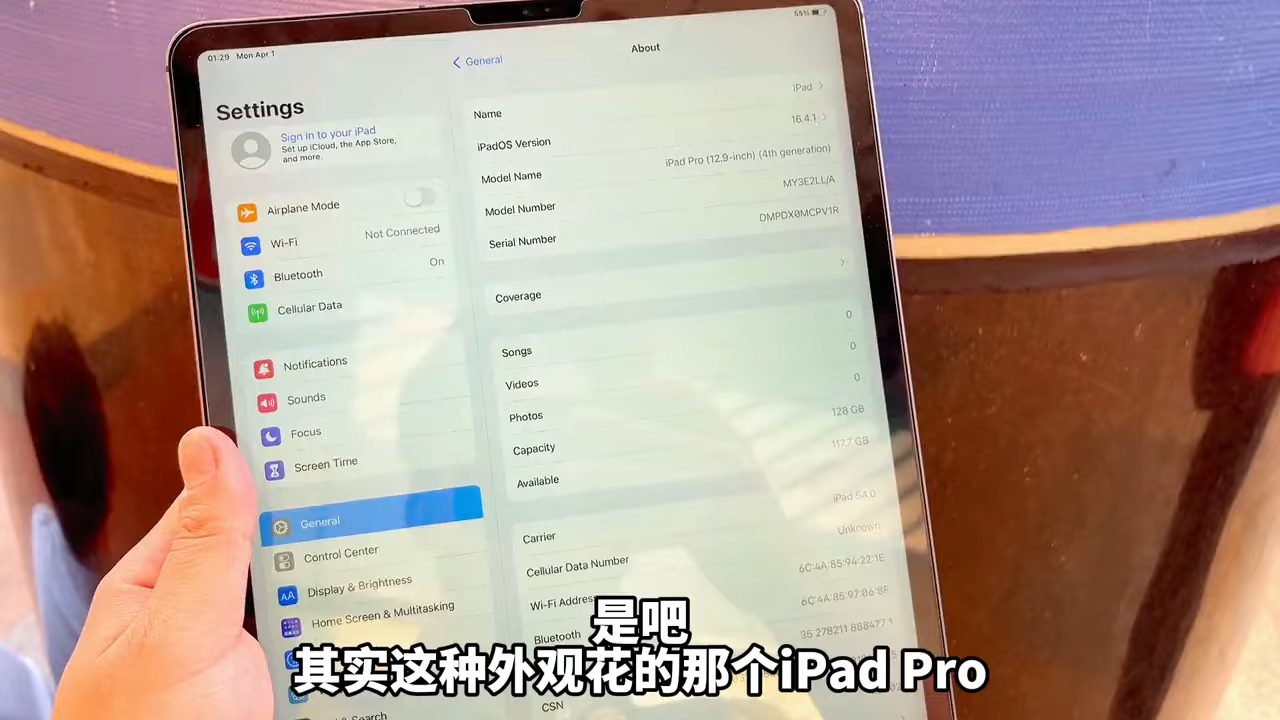 01:29 Mon Apr 1
58%
Settings
Sign in to your iPad
Set up iCloud, the App Store,
and more.
Airplane Mode
Wi-Fi
Not Connected
Bluetooth
On
Cellular Data
Notifications
Sounds
Focus
Screen Time
General
Control Center
Display & Brightness
Home Screen & Multitasking
General
About
Name
iPad
iPadOS Version
16.4.1
Model Name
iPad Pro (12.9-inch) (4th generation)
Model Number
MY3E2LL/A
Serial Number
DMPDX0MCPV1R
Coverage
Songs
0
Videos
0
Photos
0
Capacity
128 GB
Available
117.7 GB
Carrier
iPad 54.0
Cellular Data Number
Unknown
Wi-Fi Address
6C:4A:85:94:22:1E
Bluetooth
6C:4A:85:97:06:8F
35 278211 888477 1
CSN
是吧
其实这种外观花的那个iPad Pro